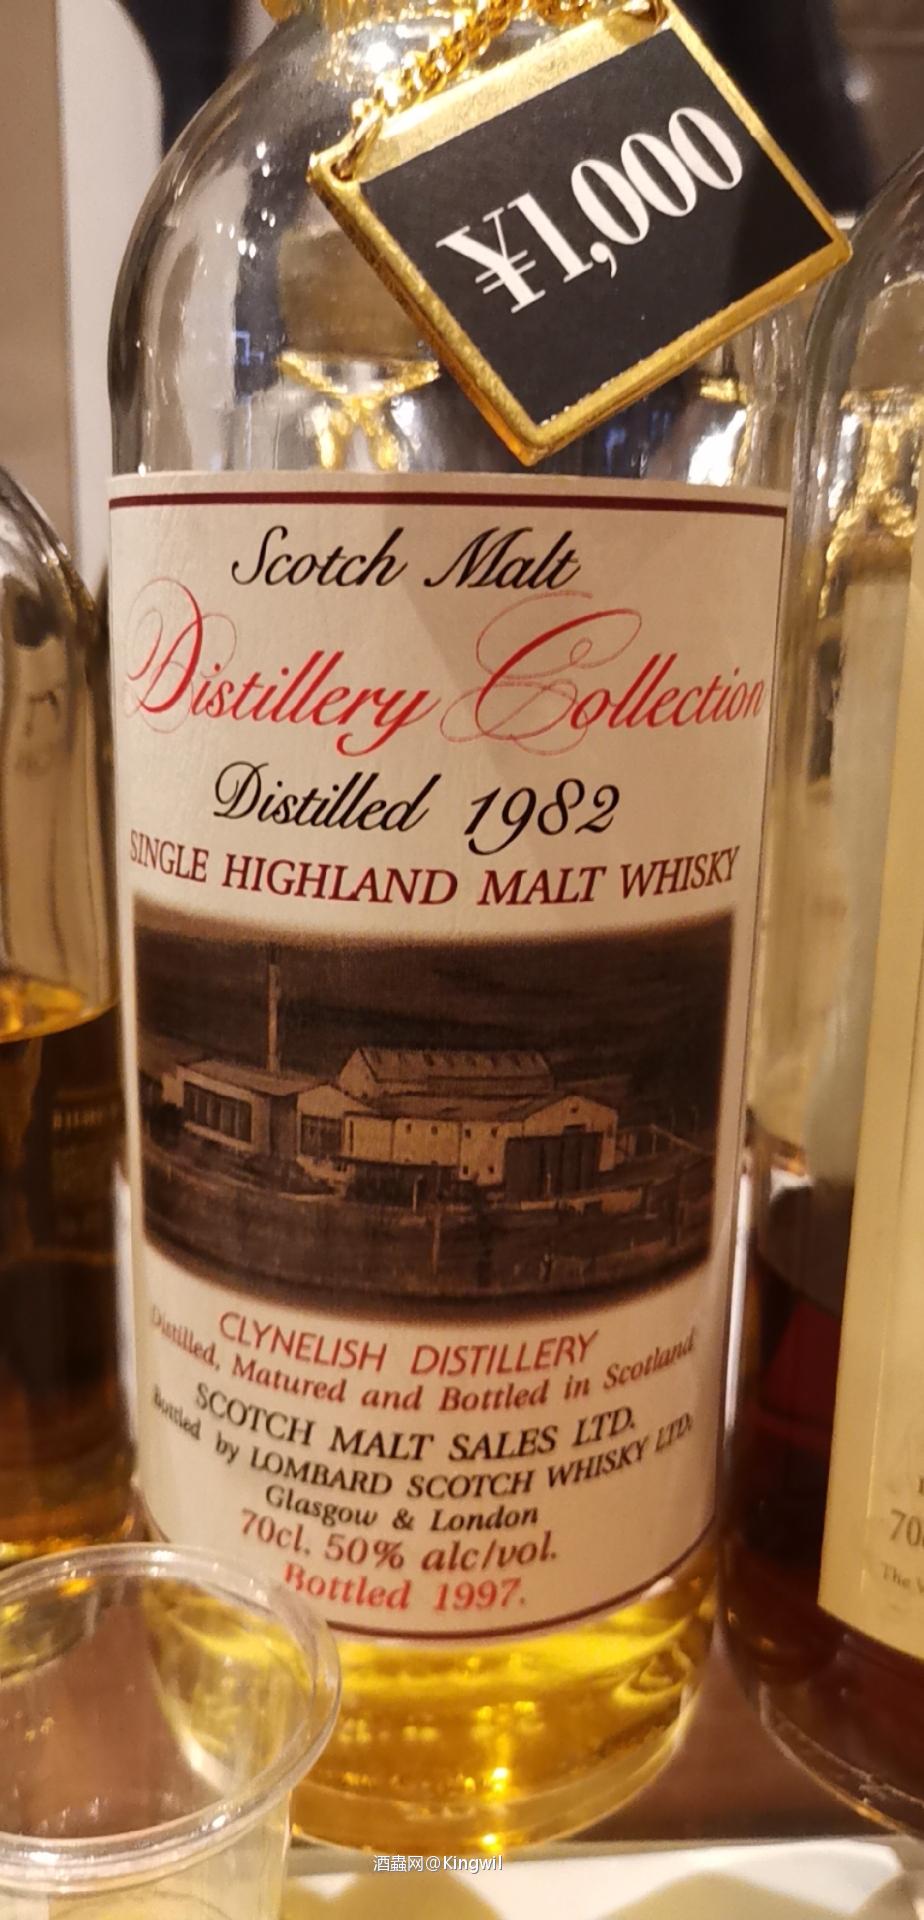 ¥1,000
Scotch Malt
Distillery Collection
Distilled 1982
SINGLE HIGHLAND MALT WHISKY
CLYNELISH DISTILLERY
Distilled, Matured and Bottled in Scotland
SCOTCH MALT SALES LTD.
Bottled by LOMBARD SCOTCH WHISKY LTD.
Glasgow & London
70cl. 50% alc/vol.
Bottled 1997.
70
The
酒蟲网@Kingwil